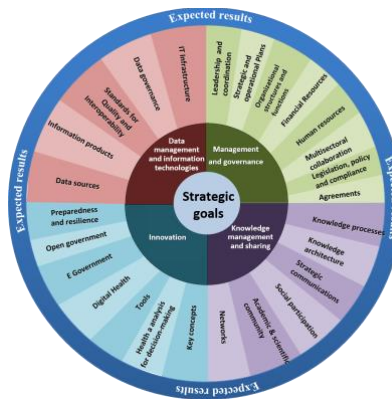 Expected results
Expected results
Expected results
Strategic
goals
Data
management
and information
technologies
Management
and governance
Innovation
Knowledge
management
and sharing
IT infrastructure
Data governance
Standards for
Quality and
interoperability
Information products
Data sources
Leadership and
coordination
Strategic and
operational Plans
Organizational
structures and
functions
Financial Resources
Human resources
Multisectoral
collaboration
Legislation, policy
and compliance
Agreements
Knowledge processes
Knowledge
architecture
Strategic
communications
Social participation
Academic & scientific
community
Networks
Key concepts
Health a analysis
for decision-making
Tools
Digital Health
E Government
Open government
Preparedness
and resilience